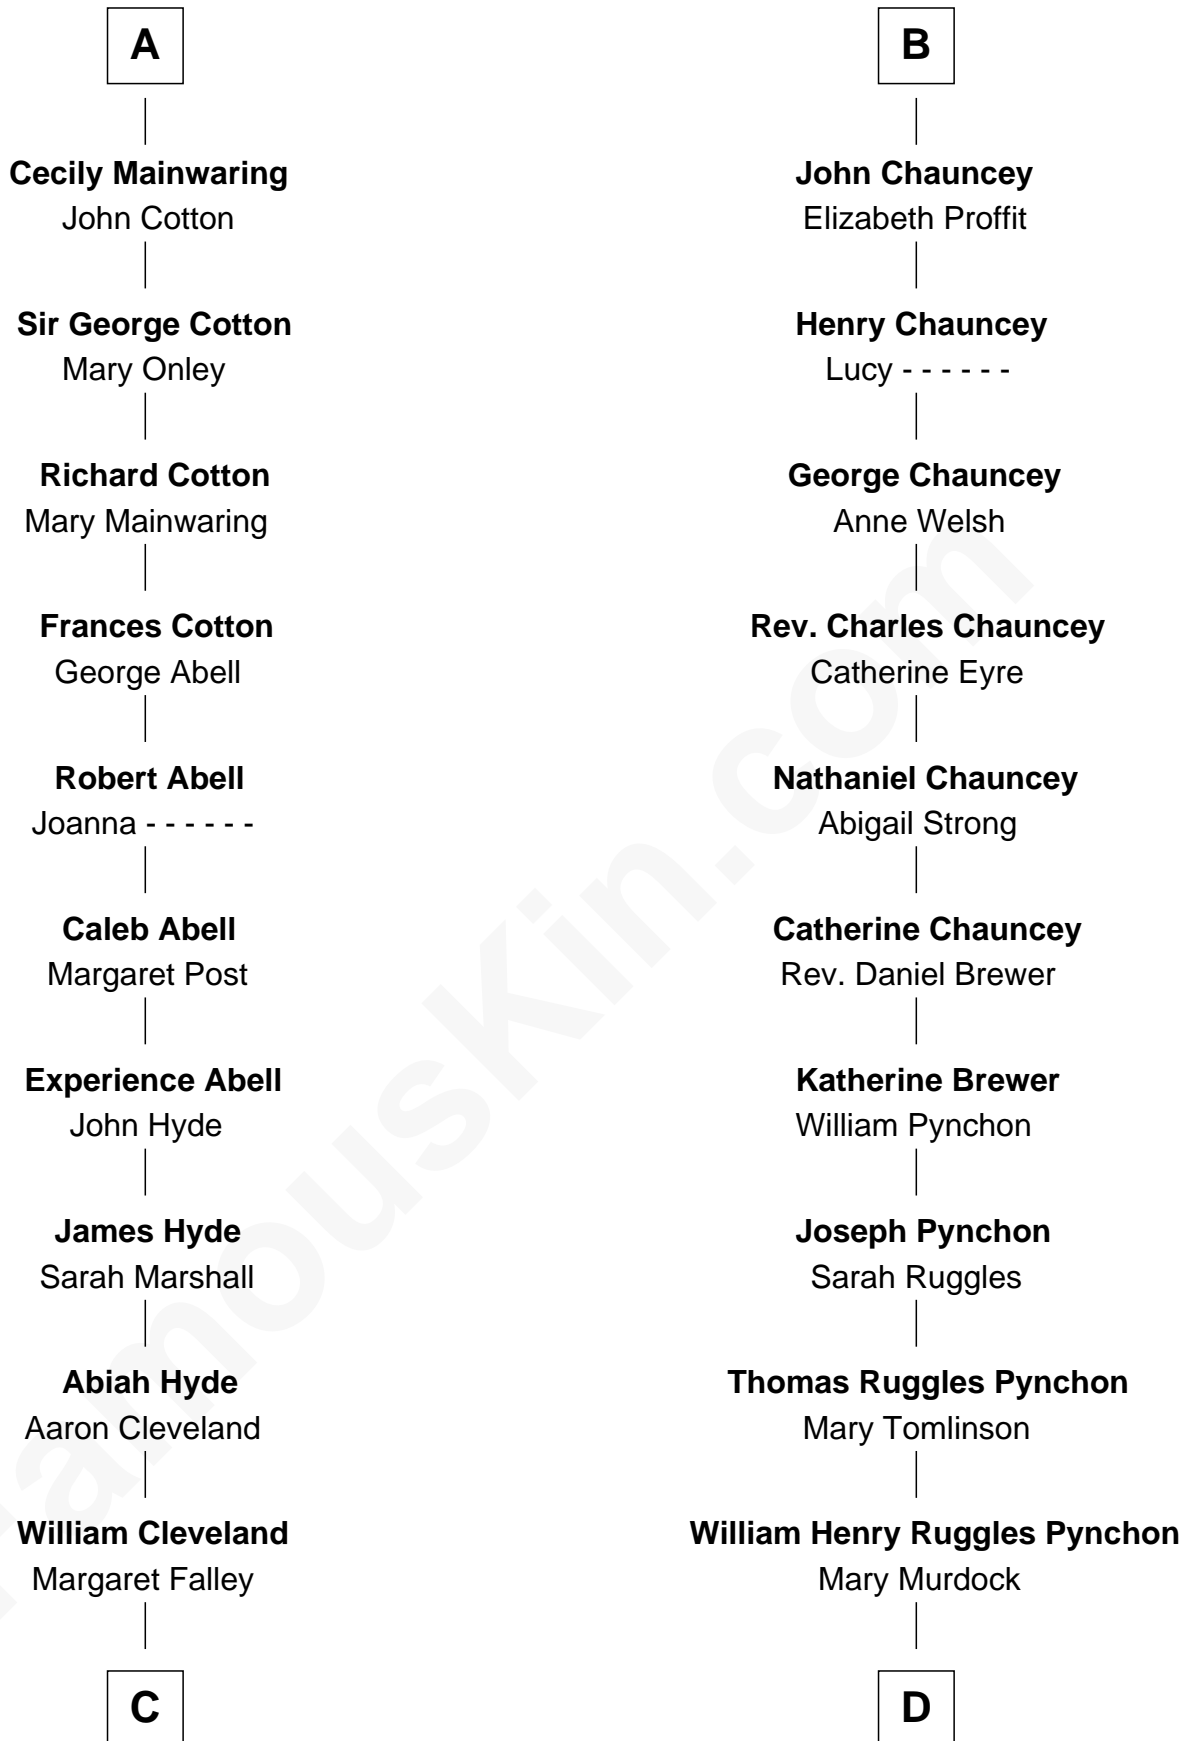 A
Cecily Mainwaring
John Cotton
Sir George Cotton
Mary Onley
Richard Cotton
Mary Mainwaring
Frances Cotton
George Abell
Robert Abell
Joanna - - - - - -
Caleb Abell
Margaret Post
Experience Abell
John Hyde
James Hyde
Sarah Marshall
Abiah Hyde
Aaron Cleveland
William Cleveland
Margaret Falley
C
B
John Chauncey
Elizabeth Proffit
Henry Chauncey
Lucy - - - - - -
George Chauncey
Anne Welsh
Rev. Charles Chauncey
Catherine Eyre
Nathaniel Chauncey
Abigail Strong
Catherine Chauncey
Rev. Daniel Brewer
Katherine Brewer
William Pynchon
Joseph Pynchon
Sarah Ruggles
Thomas Ruggles Pynchon
Mary Tomlinson
William Henry Ruggles Pynchon
Mary Murdock
D
FamousKin.com